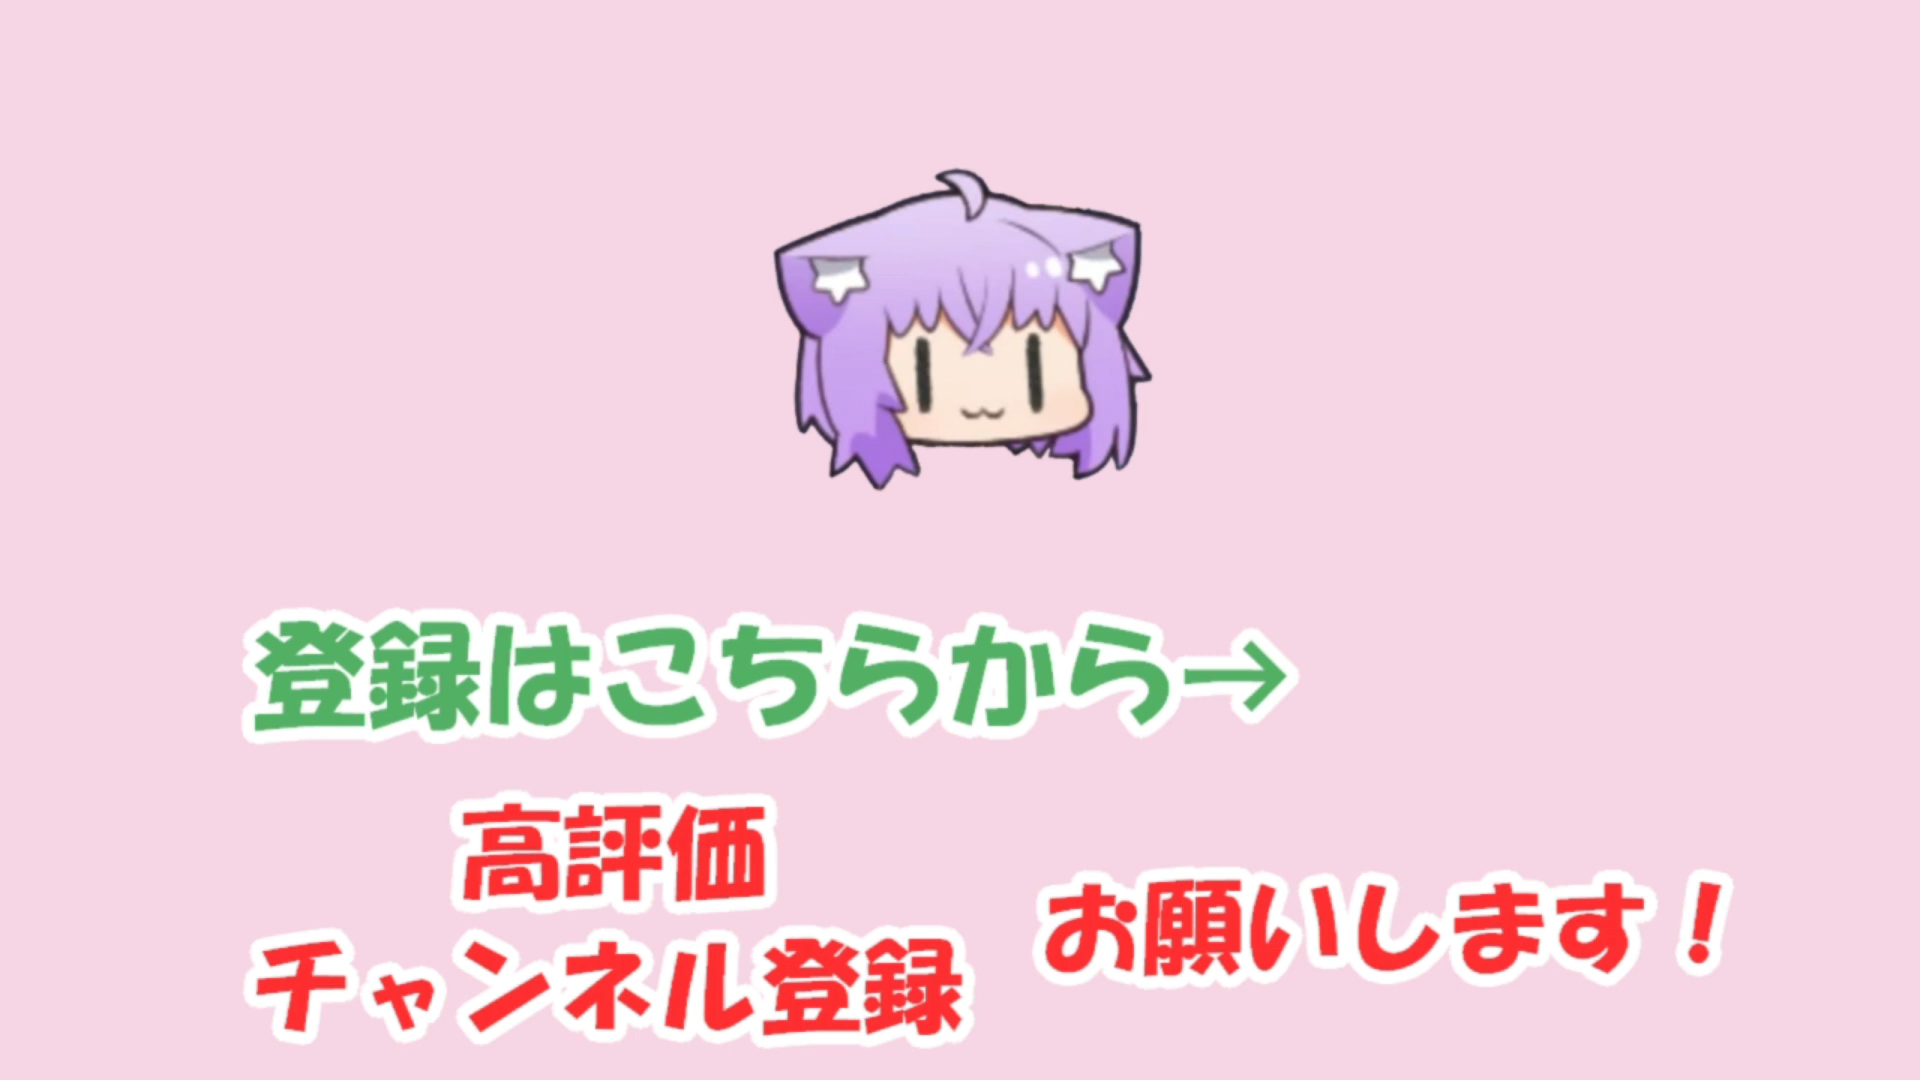 登録はこちらから→
高評価
チャンネル登録
お願いします！